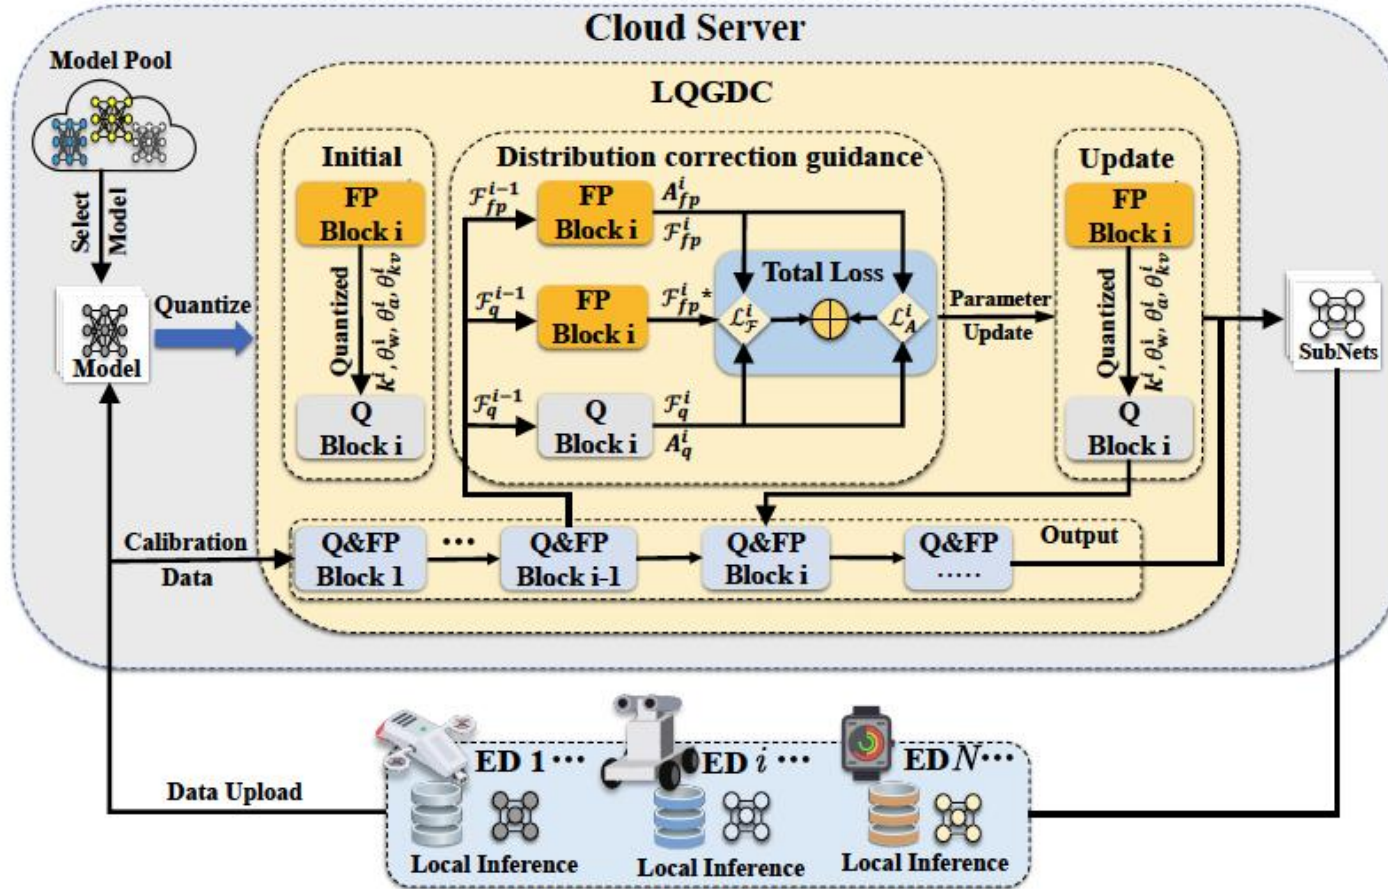 Cloud Server
Model Pool
LQGDC
Initial
Distribution correction guidance
Update
FP
Block i
Quantized
k^i, θ_w^i, θ_a^i, θ_kv^i
Q
Block i
F_fp^{i-1}
FP
Block i
A_fp^i
F_fp^i
F_q^{i-1}
FP
Block i
F_fp^i*
F_q^{i-1}
Q
Block i
F_q^i
A_q^i
Total Loss
L_F^i
L_A^i
Parameter
Update
FP
Block i
Quantized
k^i, θ_w^i, θ_a^i, θ_kv^i
Q
Block i
Select
Model
Model
Quantize
SubNets
Calibration
Data
Q&FP
Block 1
...
Q&FP
Block i-1
Q&FP
Block i
Q&FP
.....
Output
Data Upload
ED 1 ...
Local Inference
ED i ...
Local Inference
ED N...
Local Inference